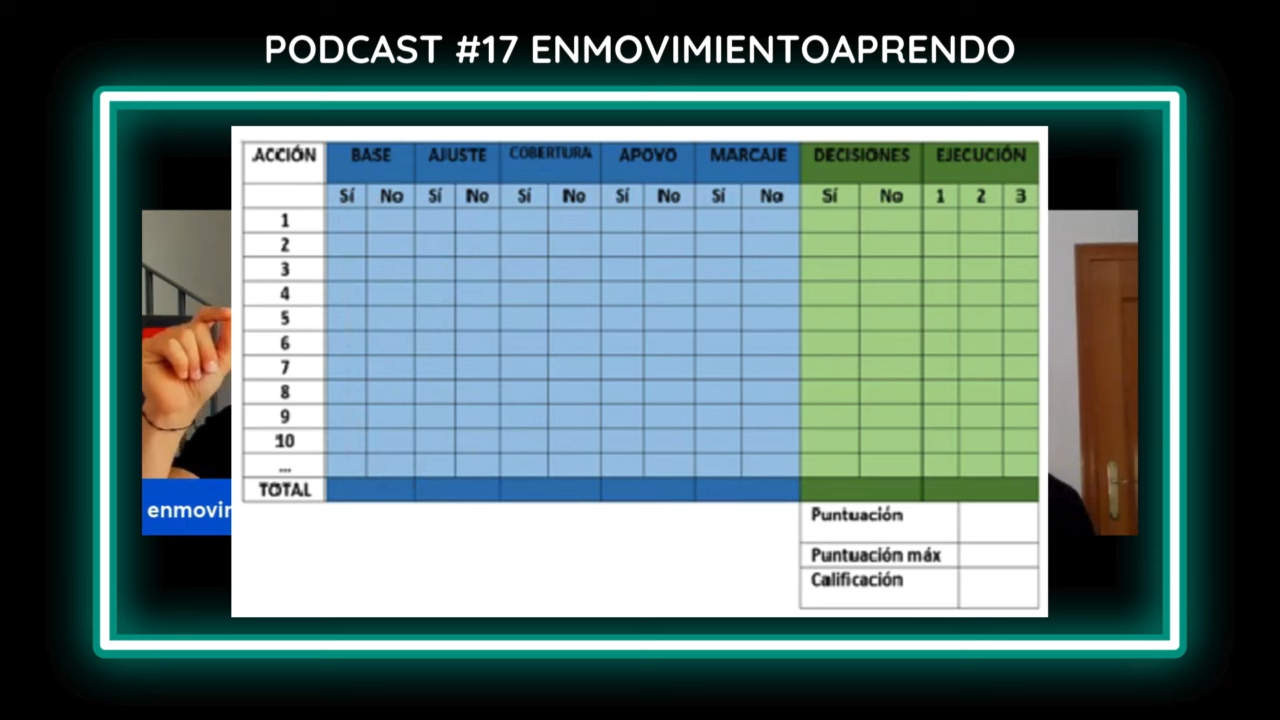 PODCAST #17 ENMOVIMIENTOAPRENDO
ACCIÓN BASE AJUSTE COBERTURA APOYO MARCAJE DECISIONES EJECUCIÓN
Sí No Sí No Sí No Sí No Sí No Sí No 1 2 3
1
2
3
4
5
6
7
8
9
10
...
TOTAL
Puntuación
Puntuación máx
Calificación
enmovim